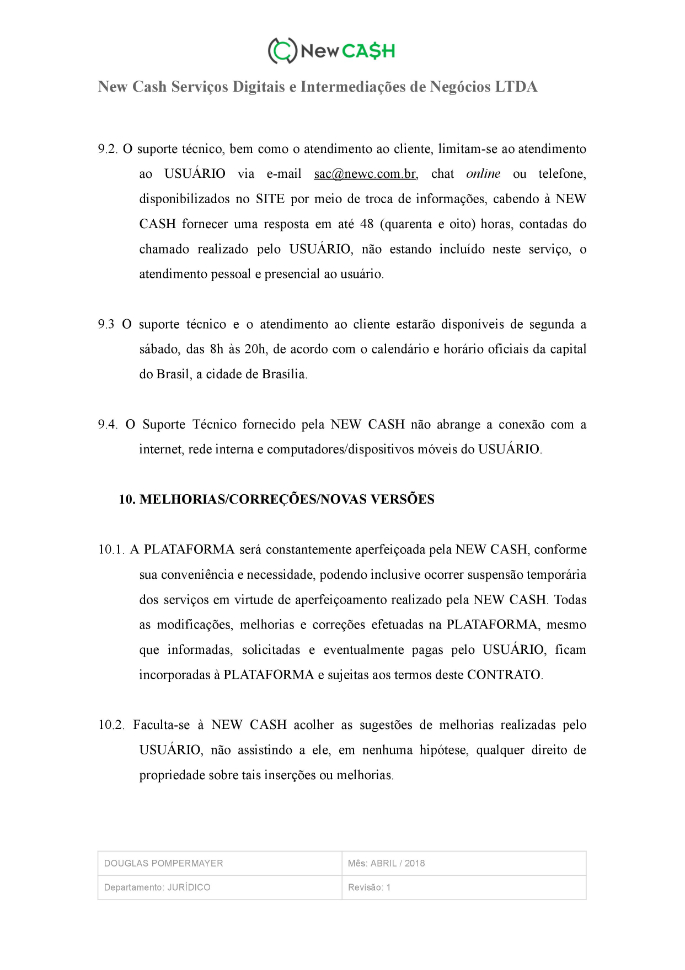 New CA$H
New Cash Serviços Digitais e Intermediações de Negócios LTDA
9.2. O suporte técnico, bem como o atendimento ao cliente, limitam-se ao atendimento
ao USUÁRIO via e-mail sac@newc.com.br, chat online ou telefone,
disponibilizados no SITE por meio de troca de informações, cabendo à NEW
CASH fornecer uma resposta em até 48 (quarenta e oito) horas, contadas do
chamado realizado pelo USUÁRIO, não estando incluído neste serviço, o
atendimento pessoal e presencial ao usuário.
9.3 O suporte técnico e o atendimento ao cliente estarão disponíveis de segunda a
sábado, das 8h às 20h, de acordo com o calendário e horário oficiais da capital
do Brasil, a cidade de Brasília.
9.4. O Suporte Técnico fornecido pela NEW CASH não abrange a conexão com a
internet, rede interna e computadores/dispositivos móveis do USUÁRIO.
10. MELHORIAS/CORREÇÕES/NOVAS VERSÕES
10.1. A PLATAFORMA será constantemente aperfeiçoada pela NEW CASH, conforme
sua conveniência e necessidade, podendo inclusive ocorrer suspensão temporária
dos serviços em virtude de aperfeiçoamento realizado pela NEW CASH. Todas
as modificações, melhorias e correções efetuadas na PLATAFORMA, mesmo
que informadas, solicitadas e eventualmente pagas pelo USUÁRIO, ficam
incorporadas à PLATAFORMA e sujeitas aos termos deste CONTRATO.
10.2. Faculta-se à NEW CASH acolher as sugestões de melhorias realizadas pelo
USUÁRIO, não assistindo a ele, em nenhuma hipótese, qualquer direito de
propriedade sobre tais inserções ou melhorias.
DOUGLAS POMPERMAYER
Mês: ABRIL / 2018
Departamento: JURÍDICO
Revisão: 1